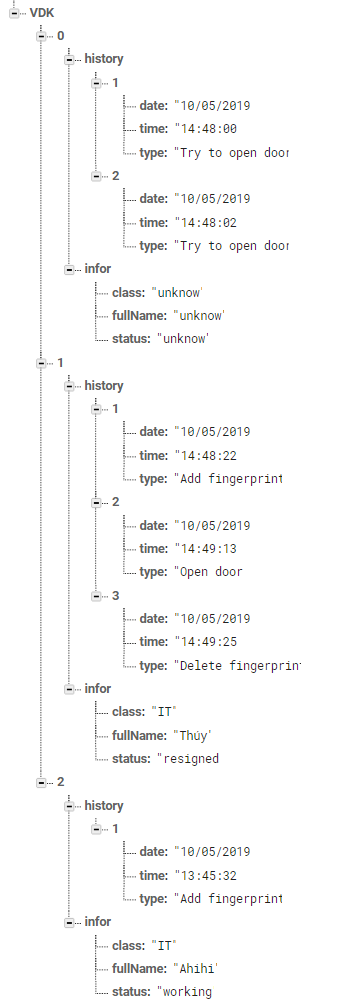 VDK
0
history
1
date: "10/05/2019
time: "14:48:00
type: "Try to open door
2
date: "10/05/2019
time: "14:48:02
type: "Try to open door
infor
class: "unknow"
fullName: "unknow"
status: "unknow"
1
history
1
date: "10/05/2019
time: "14:48:22
type: "Add fingerprint
2
date: "10/05/2019
time: "14:49:13
type: "Open door
3
date: "10/05/2019
time: "14:49:25
type: "Delete fingerprint
infor
class: "IT"
fullName: "Thúy"
status: "resigned
2
history
1
date: "10/05/2019
time: "13:45:32
type: "Add fingerprint
infor
class: "IT"
fullName: "Ahihi"
status: "working